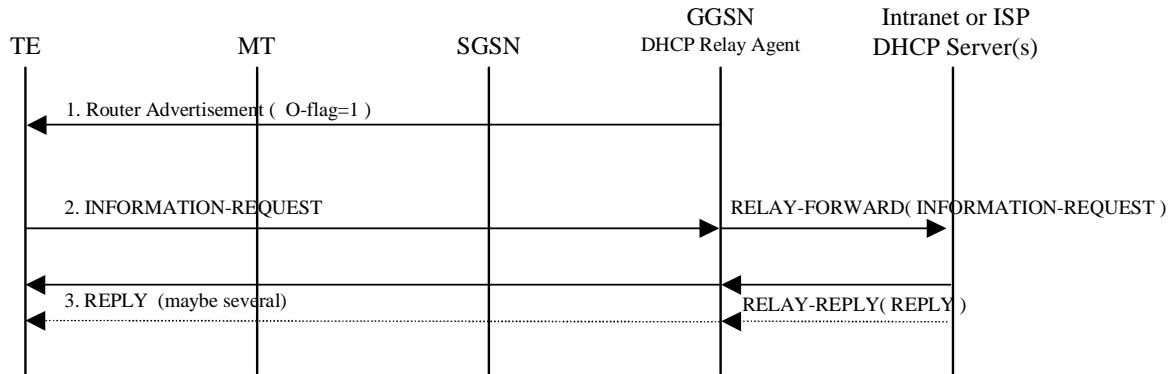 GGSN
Intranet or ISP
TE
MT
SGSN
DHCP Relay Agent
DHCP Server(s)
1. Router Advertisement ( O-flag=1 )
2. INFORMATION-REQUEST
RELAY-FORWARD( INFORMATION-REQUEST )
3. REPLY (maybe several)
RELAY-REPLY( REPLY )